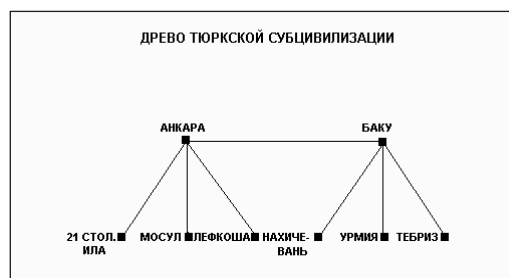 ДРЕВО ТЮРКСКОЙ СУБЦИВИЛИЗАЦИИ
АНКАРА БАКУ
21 СТОЛ. МОСУЛ ЛЕФКОША НАХИЧЕ- УРМИЯ ТЕБРИЗ
ИЛА ВАНЬ